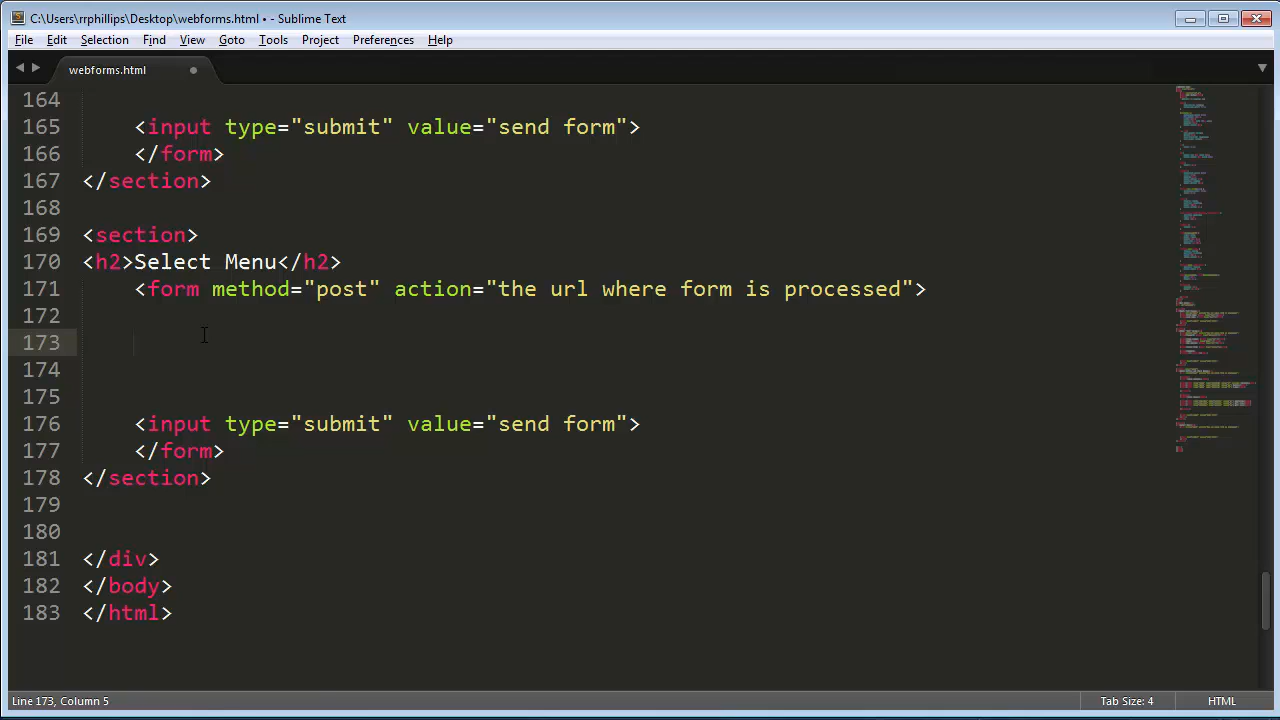 C:\Users\rrphillips\Desktop\webforms.html • - Sublime Text
File Edit Selection Find View Goto Tools Project Preferences Help
webforms.html
164
165 <input type="submit" value="send form">
166 </form>
167 </section>
168
169 <section>
170 <h2>Select Menu</h2>
171 <form method="post" action="the url where form is processed">
172
173
174
175
176 <input type="submit" value="send form">
177 </form>
178 </section>
179
180
181 </div>
182 </body>
183 </html>
Line 173, Column 5 Tab Size: 4 HTML